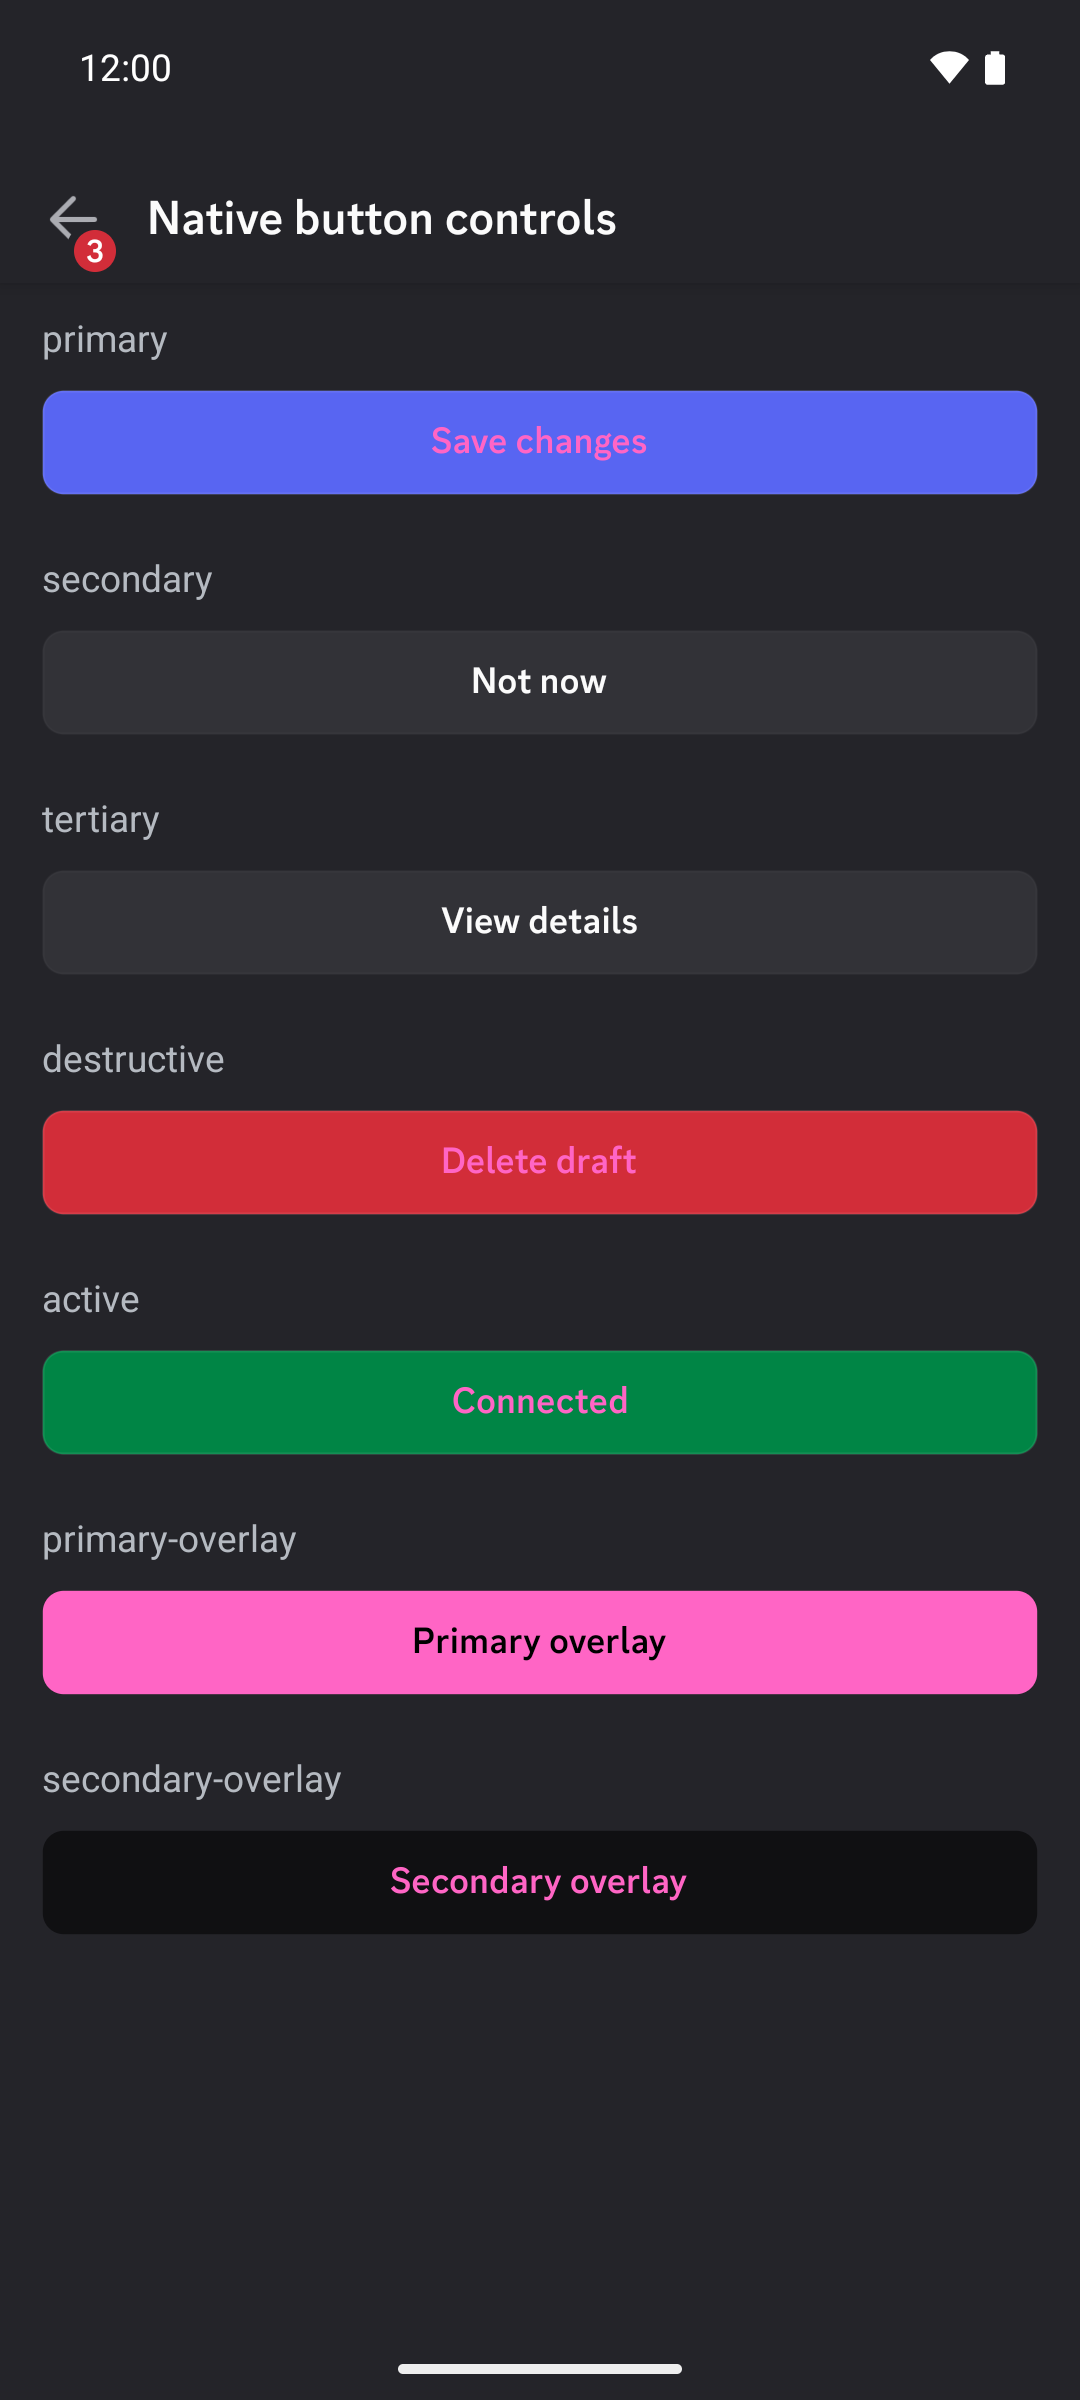 12:00
3
Native button controls
primary
Save changes
secondary
Not now
tertiary
View details
destructive
Delete draft
active
Connected
primary-overlay
Primary overlay
secondary-overlay
Secondary overlay